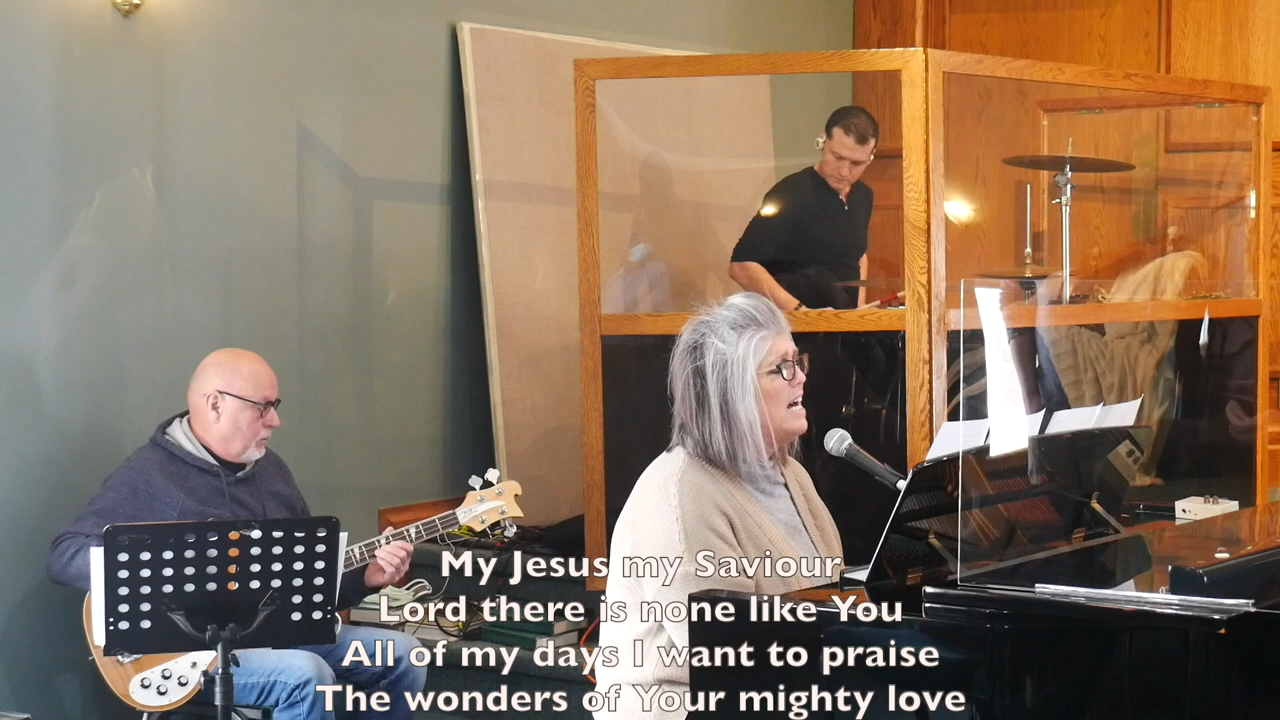 My Jesus my Saviour
Lord there is none like You
All of my days I want to praise
The wonders of Your mighty love